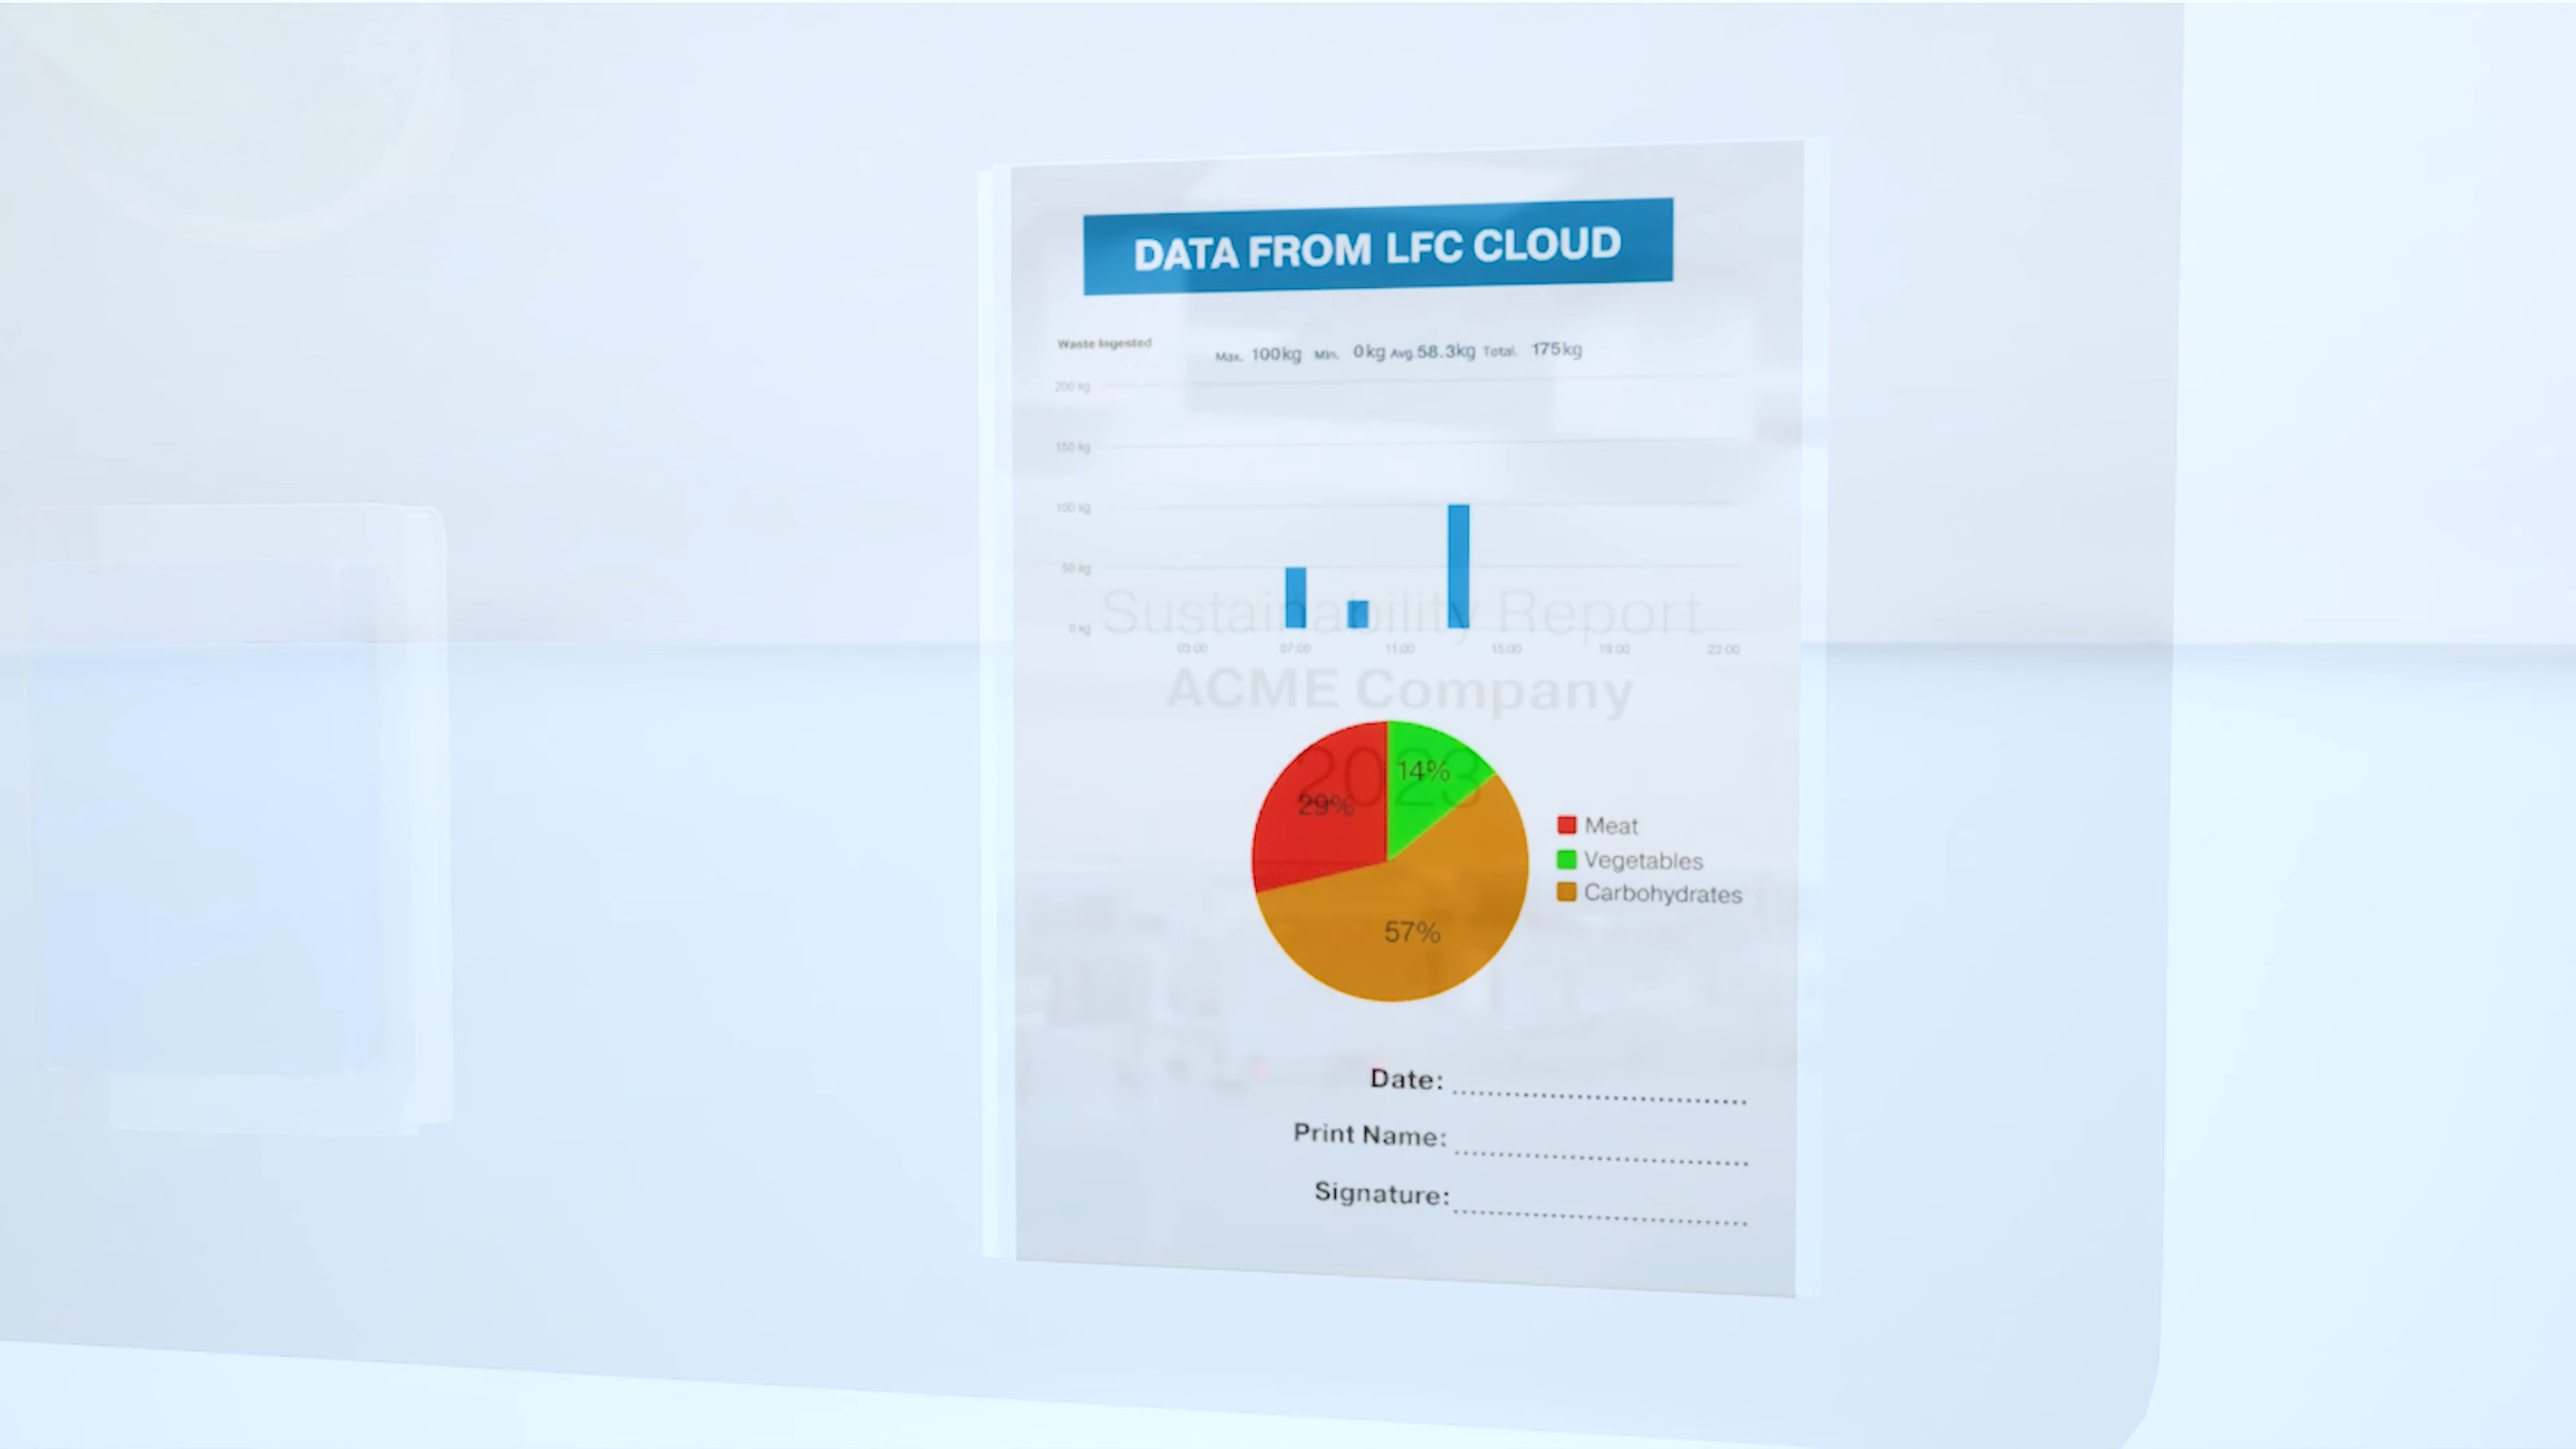 DATA FROM LFC CLOUD
Waste Ingested
Max. 100kg Min. 0kg Avg. 58.3kg Total. 175kg
200 kg
150 kg
100 kg
50 kg
0 kg
03:00 07:00 11:00 15:00 19:00 23:00
Sustainability Report
ACME Company
2023
14%
29%
57%
Meat
Vegetables
Carbohydrates
Date:
Print Name:
Signature: